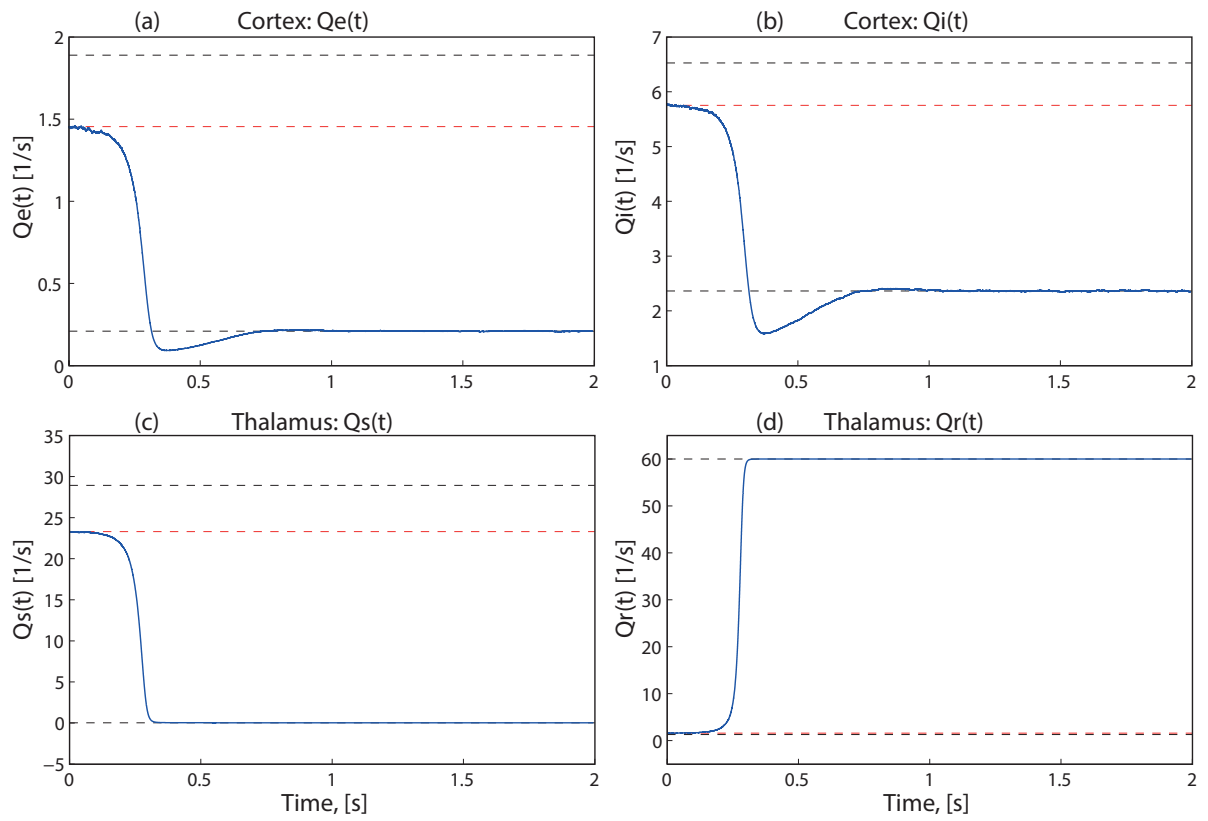 (a) Cortex: Qe(t)
2
1.5
1
0.5
0
Qe(t) [1/s]
0 0.5 1 1.5 2
(b) Cortex: Qi(t)
7
6
5
4
3
2
1
Qi(t) [1/s]
0 0.5 1 1.5 2
(c) Thalamus: Qs(t)
35
30
25
20
15
10
5
0
−5
Qs(t) [1/s]
0 0.5 1 1.5 2
Time, [s]
(d) Thalamus: Qr(t)
60
50
40
30
20
10
0
Qr(t) [1/s]
0 0.5 1 1.5 2
Time, [s]